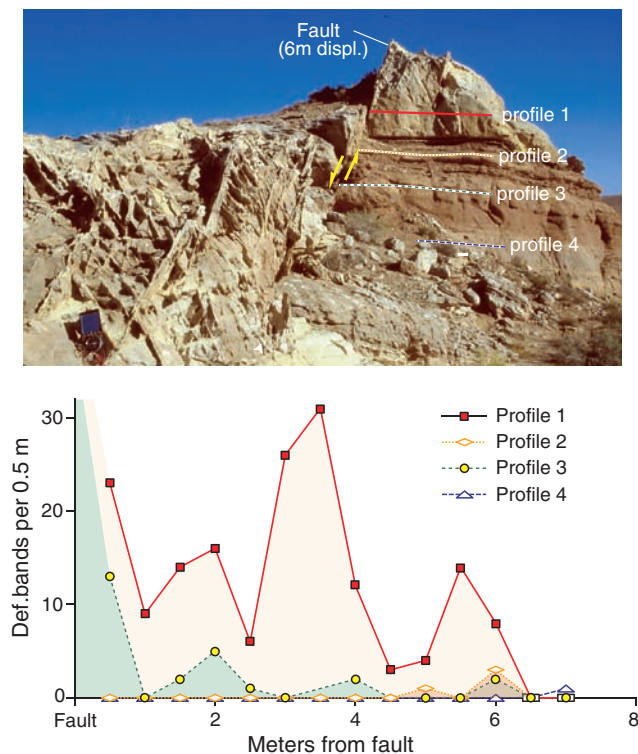 Fault
(6m displ.)
profile 1
profile 2
profile 3
profile 4
30
20
10
0
Def.bands per 0.5 m
Profile 1
Profile 2
Profile 3
Profile 4
Fault 2 4 6 8
Meters from fault